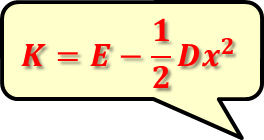 K = E − 1/2 Dx²